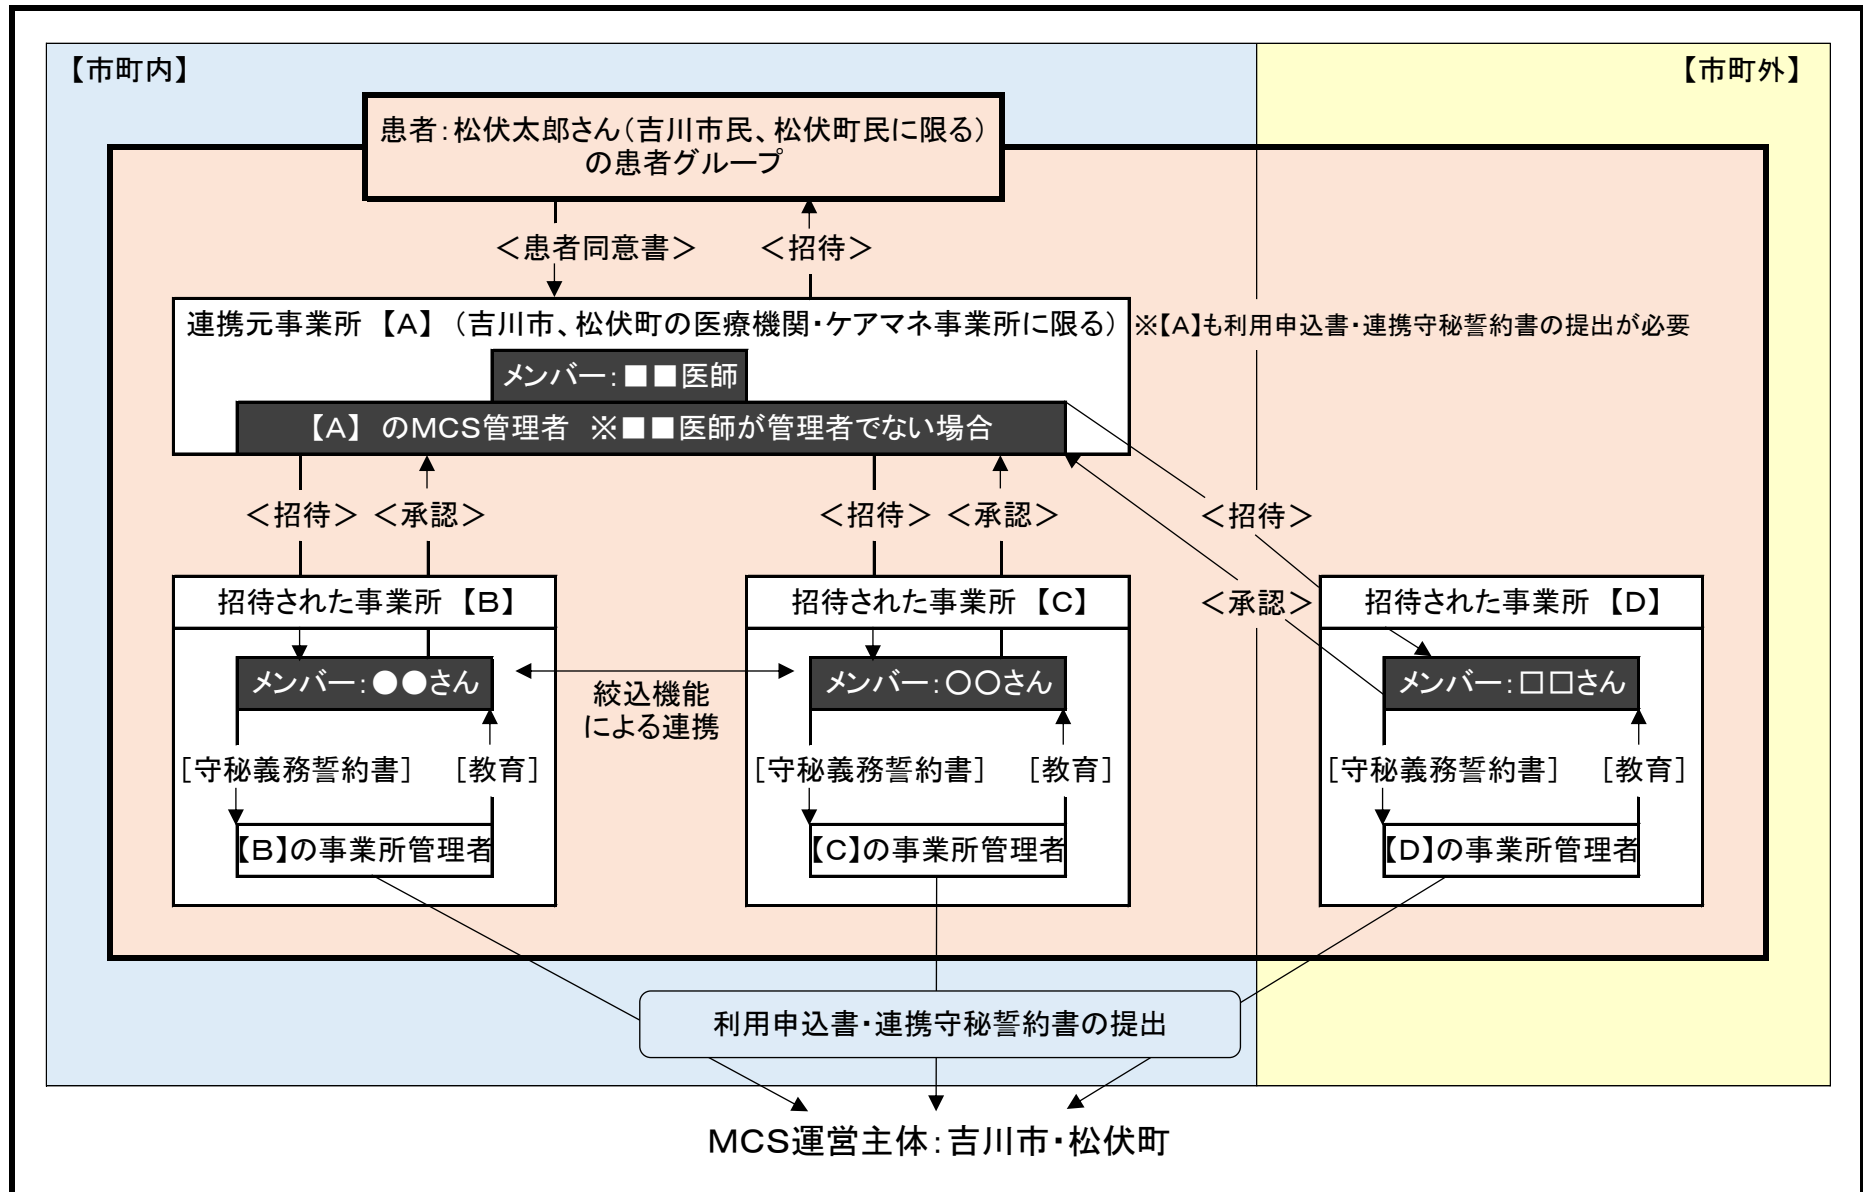 【市町内】
【市町外】
患者：松伏太郎さん（吉川市民、松伏町民に限る）
の患者グループ
＜患者同意書＞
＜招待＞
連携元事業所 【A】 （吉川市、松伏町の医療機関・ケアマネ事業所に限る）
※【A】も利用申込書・連携守秘誓約書の提出が必要
メンバー：■■医師
【A】 のMCS管理者 ※■■医師が管理者でない場合
＜招待＞
＜承認＞
＜招待＞
＜承認＞
＜招待＞
＜承認＞
招待された事業所 【B】
招待された事業所 【C】
招待された事業所 【D】
メンバー：●●さん
絞込機能
による連携
メンバー：○○さん
メンバー：□□さん
［守秘義務誓約書］
［教育］
［守秘義務誓約書］
［教育］
［守秘義務誓約書］
［教育］
【B】の事業所管理者
【C】の事業所管理者
【D】の事業所管理者
利用申込書・連携守秘誓約書の提出
MCS運営主体：吉川市・松伏町